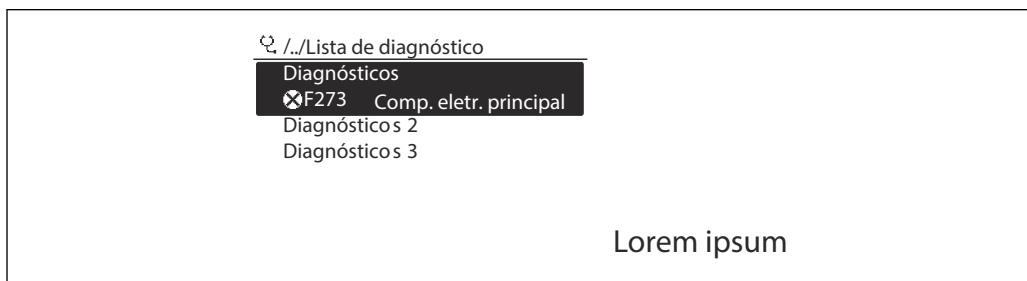 /../Lista de diagnóstico
Diagnósticos
F273 Comp. eletr. principal
Diagnósticos 2
Diagnósticos 3
Lorem ipsum